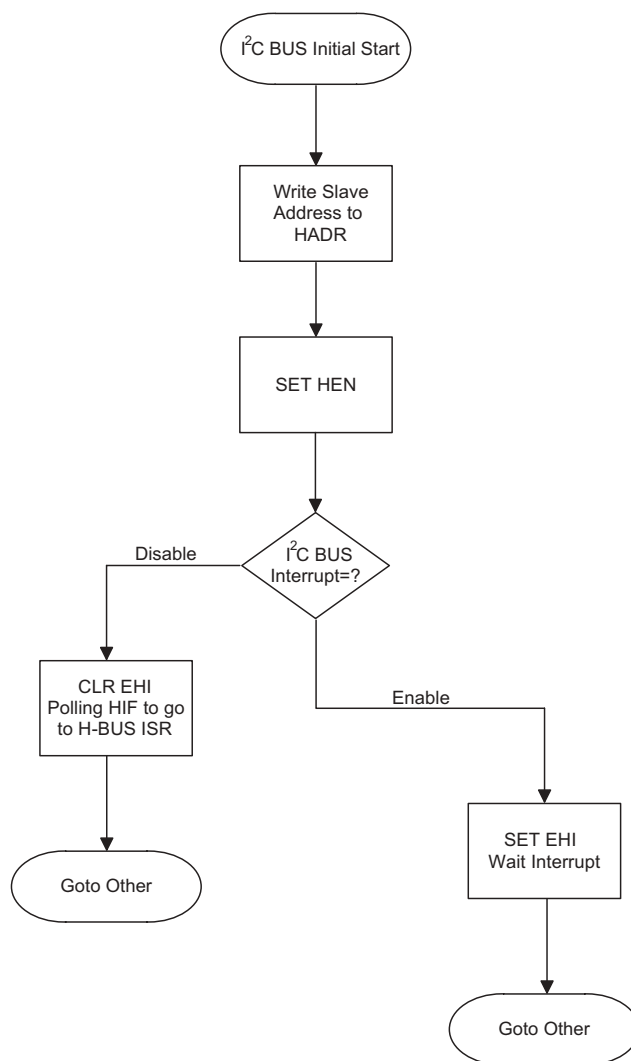 I²C BUS Initial Start
Write Slave
Address to
HADR
SET HEN
I²C BUS
Interrupt=?
Disable
CLR EHI
Polling HIF to go
to H-BUS ISR
Goto Other
Enable
SET EHI
Wait Interrupt
Goto Other